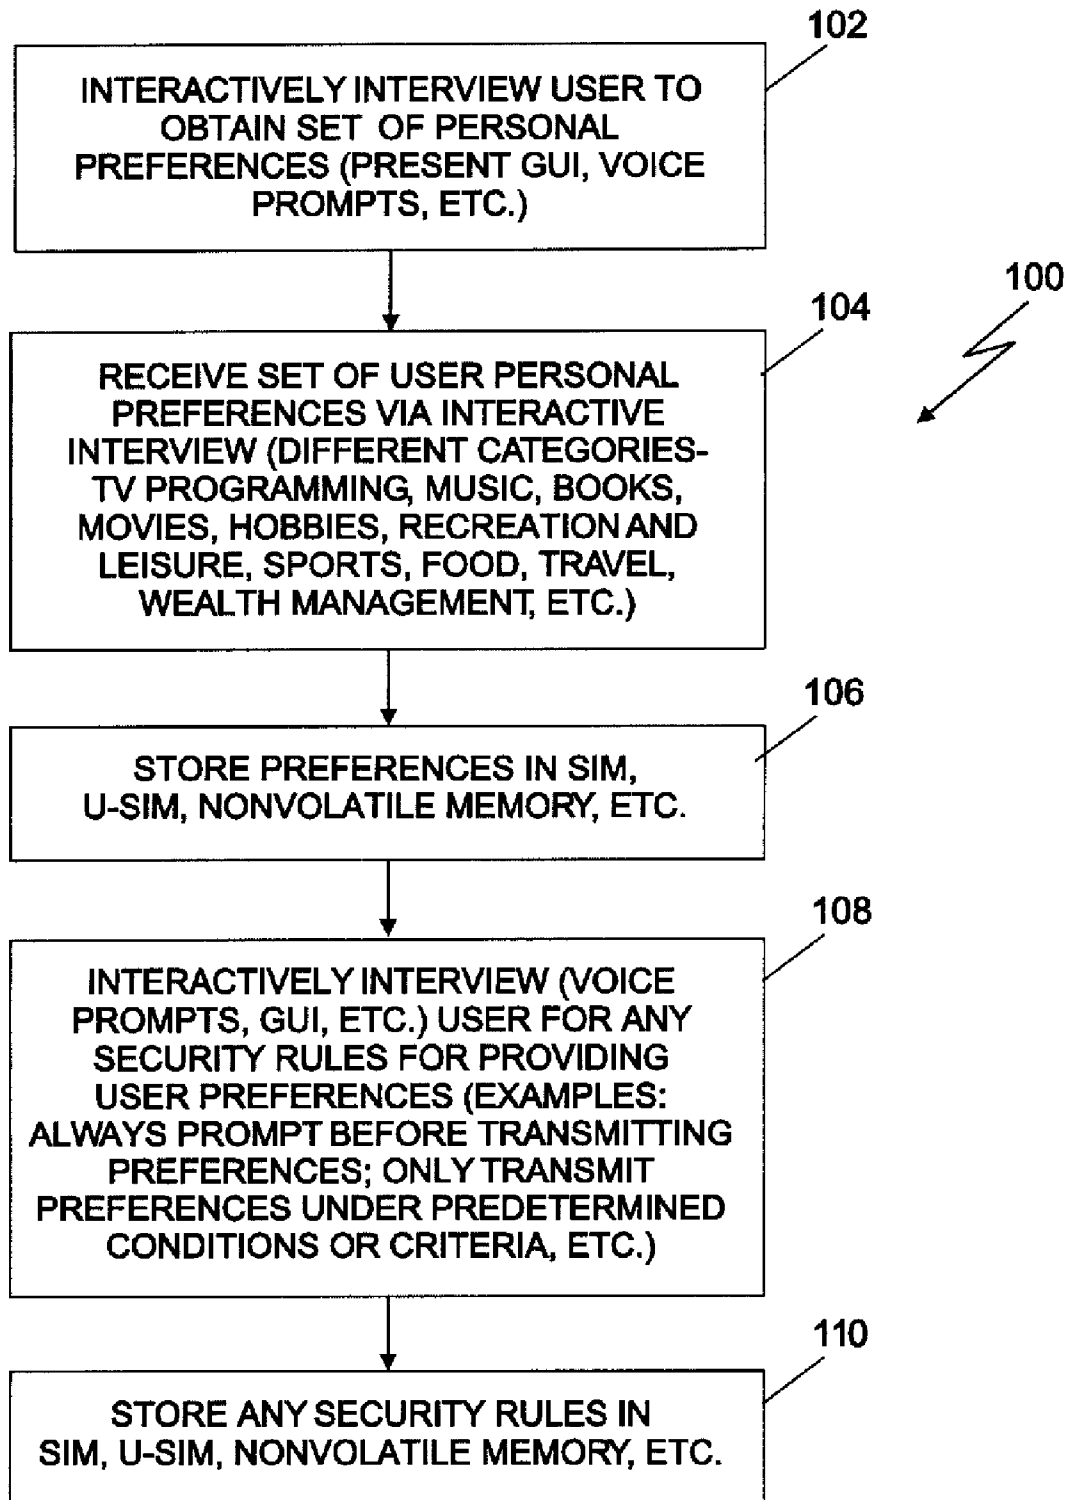 102
INTERACTIVELY INTERVIEW USER TO
OBTAIN SET OF PERSONAL
PREFERENCES (PRESENT GUI, VOICE
PROMPTS, ETC.)
100
104
RECEIVE SET OF USER PERSONAL
PREFERENCES VIA INTERACTIVE
INTERVIEW (DIFFERENT CATEGORIES-
TV PROGRAMMING, MUSIC, BOOKS,
MOVIES, HOBBIES, RECREATION AND
LEISURE, SPORTS, FOOD, TRAVEL,
WEALTH MANAGEMENT, ETC.)
106
STORE PREFERENCES IN SIM,
U-SIM, NONVOLATILE MEMORY, ETC.
108
INTERACTIVELY INTERVIEW (VOICE
PROMPTS, GUI, ETC.) USER FOR ANY
SECURITY RULES FOR PROVIDING
USER PREFERENCES (EXAMPLES:
ALWAYS PROMPT BEFORE TRANSMITTING
PREFERENCES; ONLY TRANSMIT
PREFERENCES UNDER PREDETERMINED
CONDITIONS OR CRITERIA, ETC.)
110
STORE ANY SECURITY RULES IN
SIM, U-SIM, NONVOLATILE MEMORY, ETC.